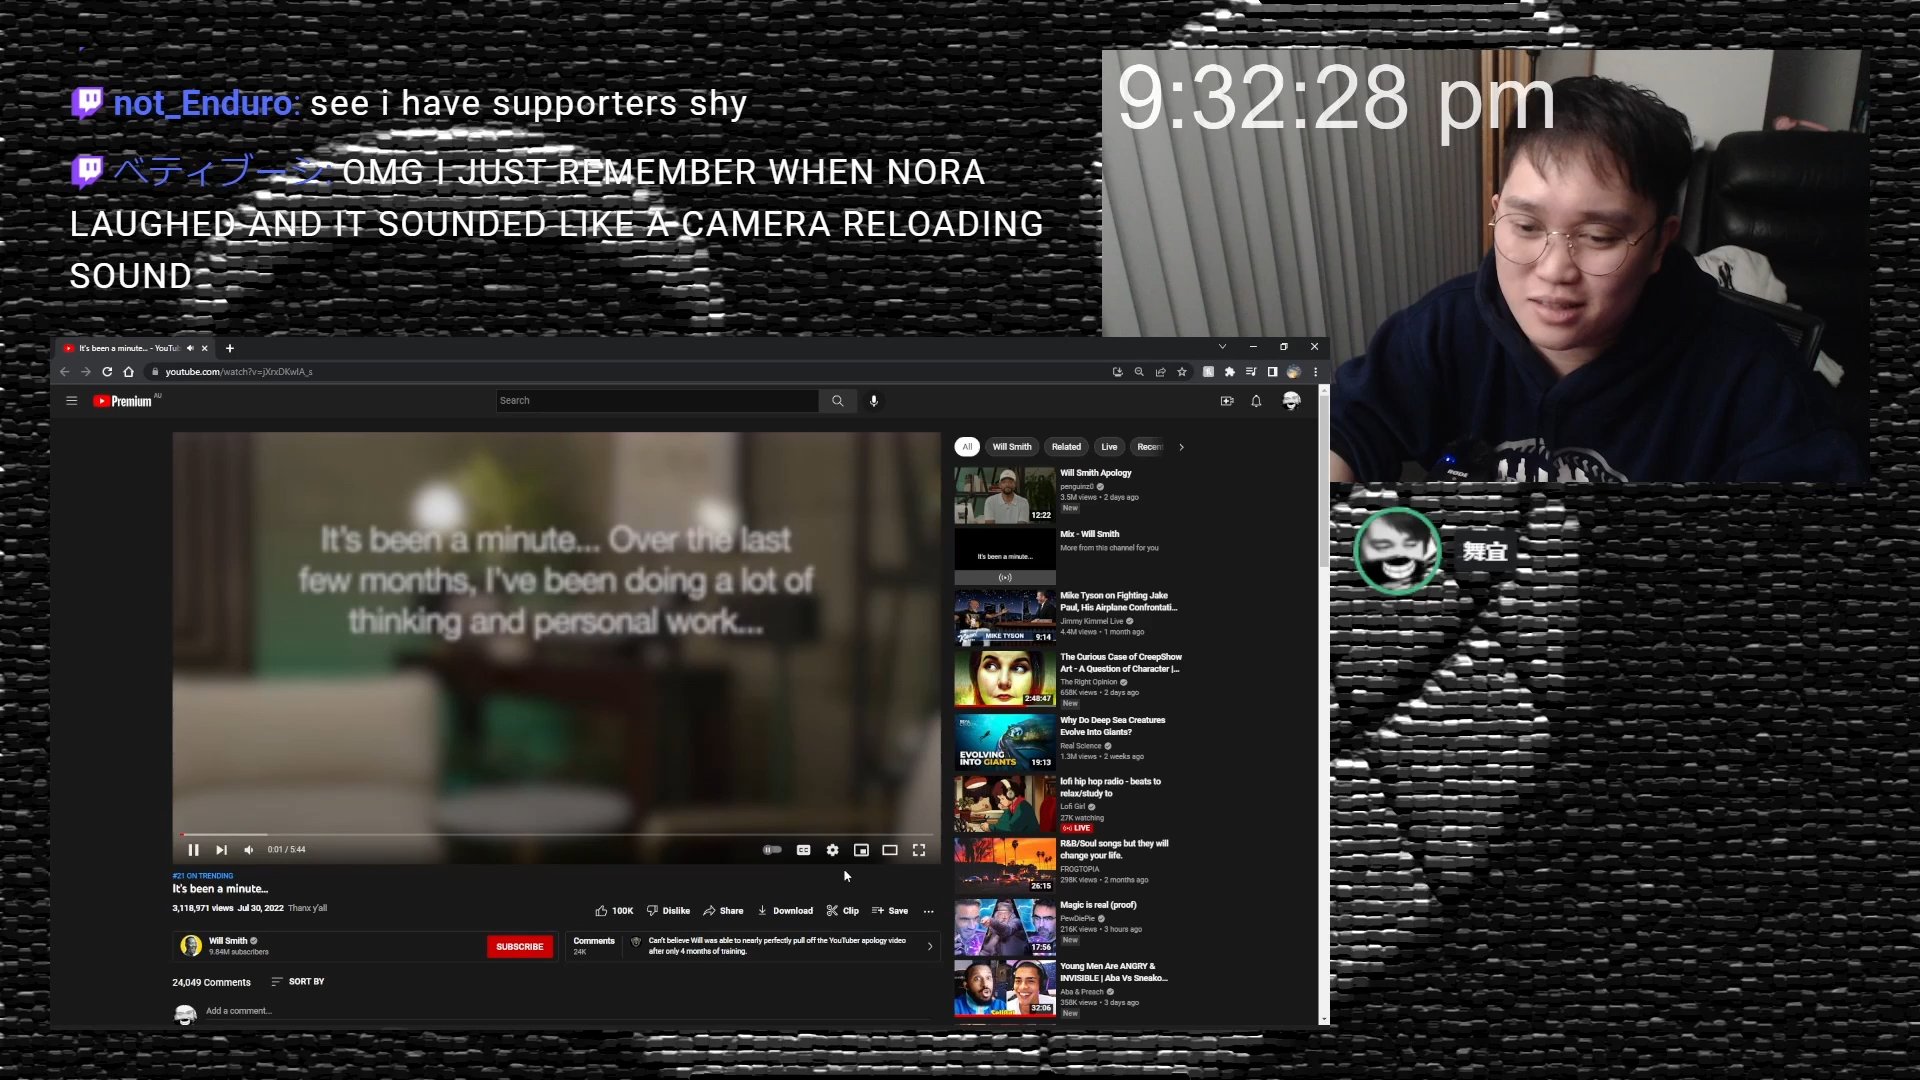 not_Enduro: see i have supporters shy
ベティブーシ: OMG I JUST REMEMBER WHEN NORA
LAUGHED AND IT SOUNDED LIKE A CAMERA RELOADING
SOUND
9:32:28 pm
It's been a minute... - YouTu
youtube.com/watch?v=jXrxDKwIA_s
Premium AU
Search
It's been a minute... Over the last
few months, I've been doing a lot of
thinking and personal work...
0:01 / 5:44
#21 ON TRENDING
It's been a minute...
3,118,971 views Jul 30, 2022 Thanx y'all
100K Dislike Share Download Clip Save
Will Smith
9.84M subscribers
SUBSCRIBE
Comments
24K
Can't believe Will was able to nearly perfectly pull off the YouTuber apology video
after only 4 months of training.
24,049 Comments SORT BY
Add a comment...
All Will Smith Related Live Recent
Will Smith Apology
penguinz0
3.5M views • 2 days ago
New
12:22
Mix - Will Smith
More from this channel for you
It's been a minute...
Mike Tyson on Fighting Jake
Paul, His Airplane Confrontati...
Jimmy Kimmel Live
4.4M views • 1 month ago
MIKE TYSON
9:14
The Curious Case of CreepShow
Art - A Question of Character |...
The Right Opinion
658K views • 2 days ago
New
2:48:47
Why Do Deep Sea Creatures
Evolve Into Giants?
Real Science
1.3M views • 2 weeks ago
EVOLVING
INTO GIANTS
19:13
lofi hip hop radio - beats to
relax/study to
Lofi Girl
27K watching
LIVE
R&B/Soul songs but they will
change your life.
FROGTOPIA
298K views • 2 months ago
26:15
Magic is real (proof)
PewDiePie
216K views • 3 hours ago
New
17:56
Young Men Are ANGRY &
INVISIBLE | Aba Vs Sneako...
Aba & Preach
358K views • 3 days ago
New
32:06
RØDE
舞宜